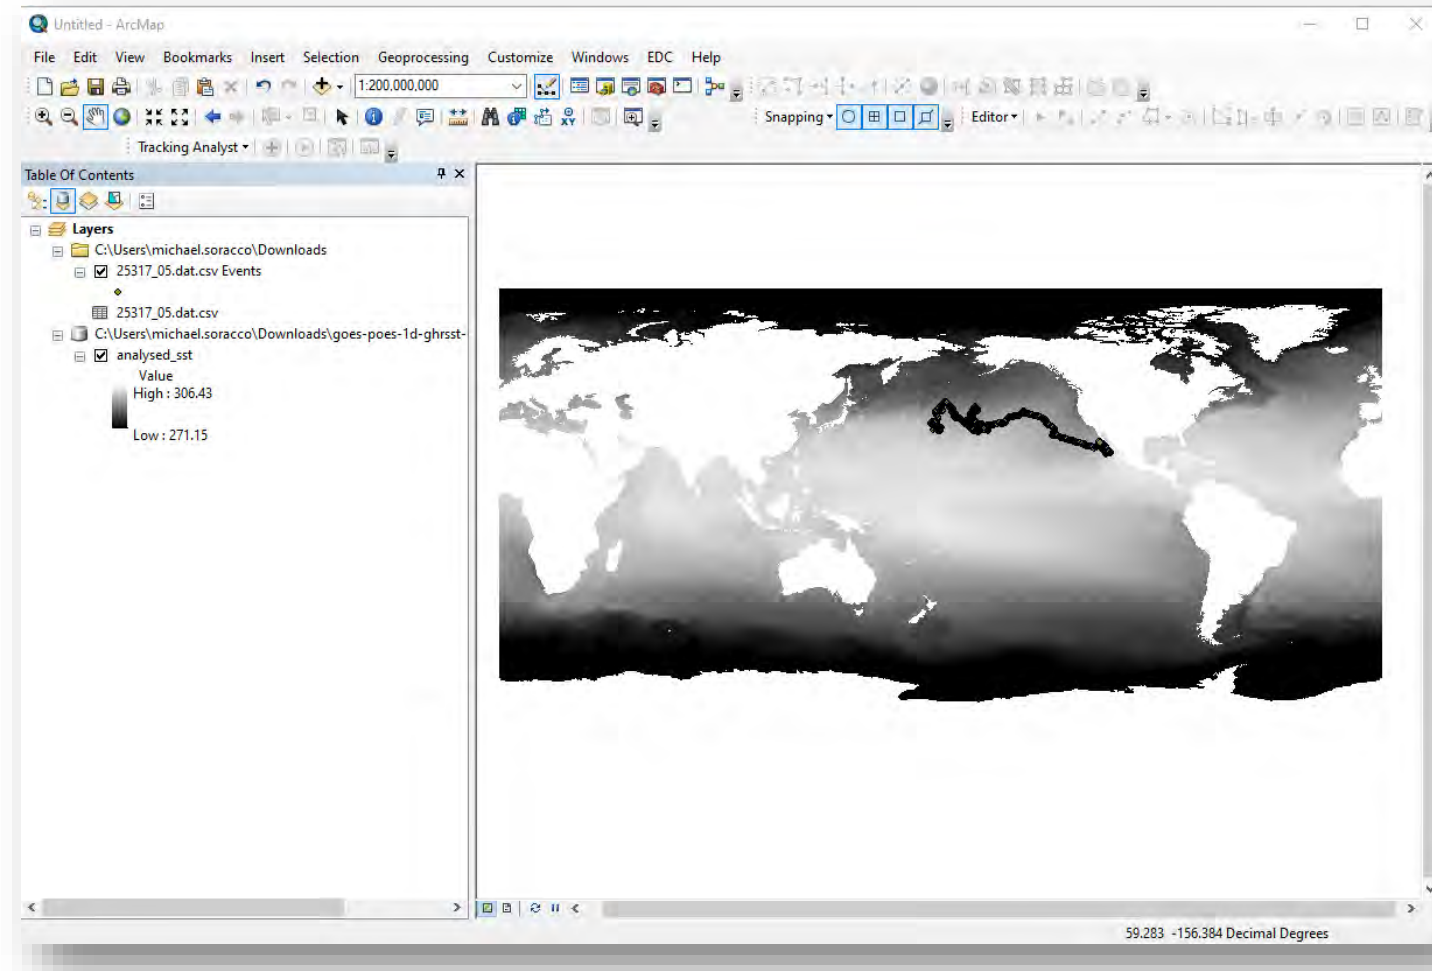 Untitled - ArcMap
File Edit View Bookmarks Insert Selection Geoprocessing Customize Windows EDC Help
1:200,000,000
Snapping Editor
Tracking Analyst
Table Of Contents
Layers
C:\Users\michael.soracco\Downloads
25317_05.dat.csv Events
25317_05.dat.csv
C:\Users\michael.soracco\Downloads\goes-poes-1d-ghrsst-
analysed_sst
Value
High : 306.43
Low : 271.15
59.283 -156.384 Decimal Degrees